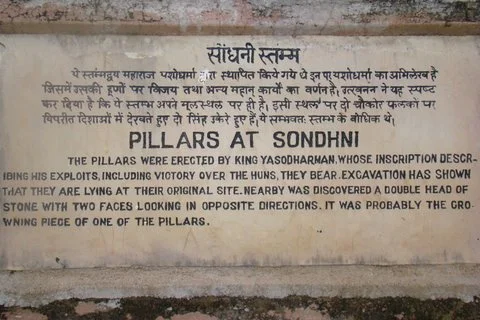 सोंधनी स्तम्भ
ये स्तंम्भद्वय महाराज यशोधर्मा द्वारा स्थापित किये गय थे इन पर यशोधर्मा का अभिलेख है
जिसमें उसकी हूणों पर विजय तथा अन्य महान् कार्यों का वर्णन है। उत्खनन ने यह स्पष्ट
कर दिया है कि ये स्तम्भ अपने मूलस्थल पर ही हैं। इसी स्थल पर दो चौकोर फलकों पर
विपरीत दिशाओं में देखते हुए दो सिंह उकेरे हुए हैं। ये सम्भवतः स्तम्भ के बोधिक थे।
PILLARS AT SONDHNI
THE PILLARS WERE ERECTED BY KING YASODHARMAN, WHOSE INSCRIPTION DESCR-
IBING HIS EXPLOITS, INCLUDING VICTORY OVER THE HUNS, THEY BEAR. EXCAVATION HAS SHOWN
THAT THEY ARE LYING AT THEIR ORIGINAL SITE. NEARBY WAS DISCOVERED A DOUBLE HEAD OF
STONE WITH TWO FACES LOOKING IN OPPOSITE DIRECTIONS. IT WAS PROBABLY THE CRO-
WNING PIECE OF ONE OF THE PILLARS.